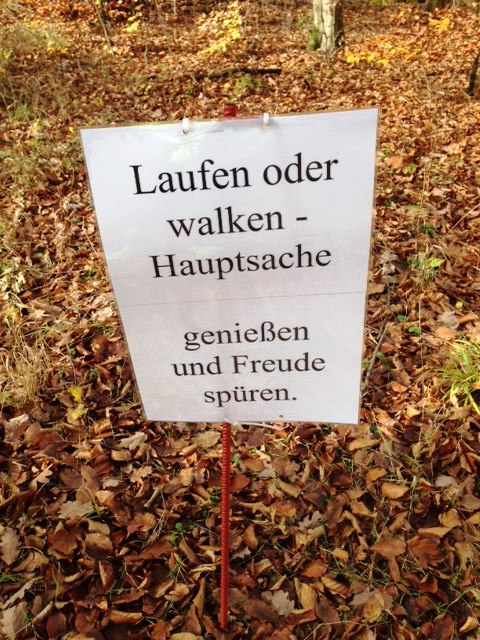 Laufen oder
walken -
Hauptsache
genießen
und Freude
spüren.